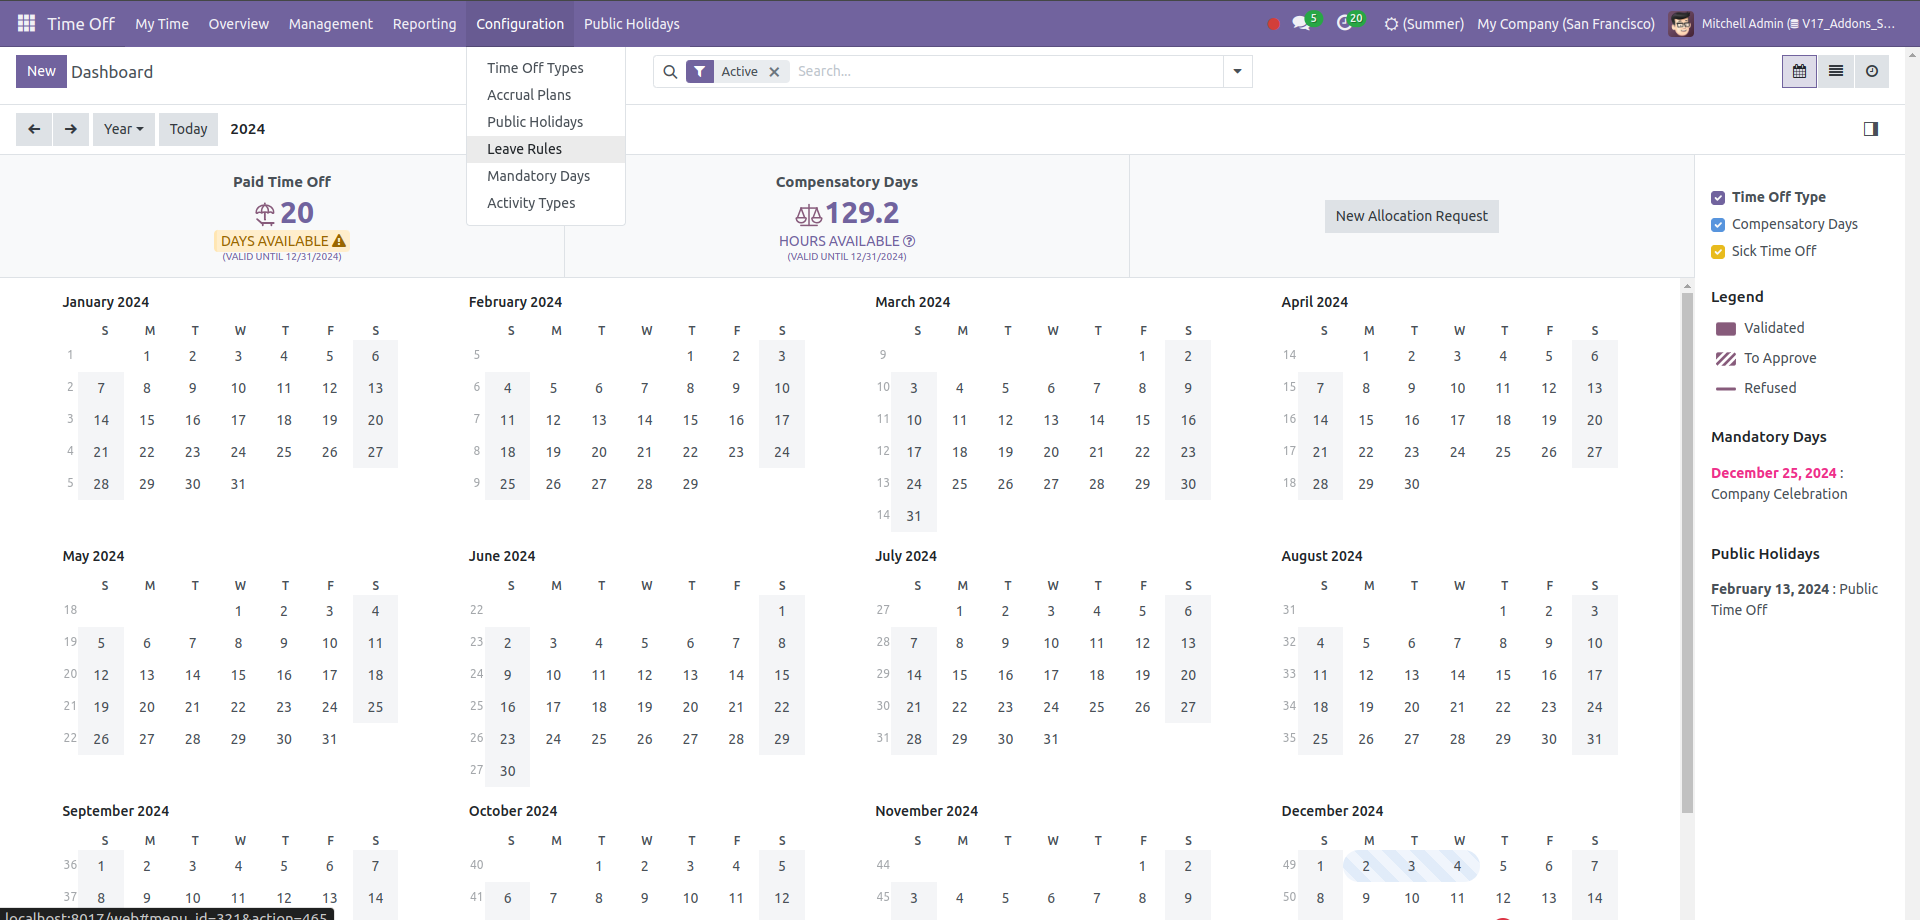 Time Off My Time Overview Management Reporting Configuration Public Holidays 5 20 (Summer) My Company (San Francisco) Mitchell Admin (V17_Addons_S...
New Dashboard Active Search...
Time Off Types
Accrual Plans
Public Holidays
Leave Rules
Mandatory Days
Activity Types
Year Today 2024
Paid Time Off
20
DAYS AVAILABLE
(VALID UNTIL 12/31/2024)
Compensatory Days
129.2
HOURS AVAILABLE
(VALID UNTIL 12/31/2024)
New Allocation Request
January 2024
S M T W T F S
1 1 2 3 4 5 6
2 7 8 9 10 11 12 13
3 14 15 16 17 18 19 20
4 21 22 23 24 25 26 27
5 28 29 30 31
February 2024
S M T W T F S
5 1 2 3
6 4 5 6 7 8 9 10
7 11 12 13 14 15 16 17
8 18 19 20 21 22 23 24
9 25 26 27 28 29
March 2024
S M T W T F S
9 1 2
10 3 4 5 6 7 8 9
11 10 11 12 13 14 15 16
12 17 18 19 20 21 22 23
13 24 25 26 27 28 29 30
14 31
April 2024
S M T W T F S
14 1 2 3 4 5 6
15 7 8 9 10 11 12 13
16 14 15 16 17 18 19 20
17 21 22 23 24 25 26 27
18 28 29 30
May 2024
S M T W T F S
18 1 2 3 4
19 5 6 7 8 9 10 11
20 12 13 14 15 16 17 18
21 19 20 21 22 23 24 25
22 26 27 28 29 30 31
June 2024
S M T W T F S
22 1
23 2 3 4 5 6 7 8
24 9 10 11 12 13 14 15
25 16 17 18 19 20 21 22
26 23 24 25 26 27 28 29
27 30
July 2024
S M T W T F S
27 1 2 3 4 5 6
28 7 8 9 10 11 12 13
29 14 15 16 17 18 19 20
30 21 22 23 24 25 26 27
31 28 29 30 31
August 2024
S M T W T F S
31 1 2 3
32 4 5 6 7 8 9 10
33 11 12 13 14 15 16 17
34 18 19 20 21 22 23 24
35 25 26 27 28 29 30 31
September 2024
S M T W T F S
36 1 2 3 4 5 6 7
37 8 9 10 11 12 13 14
October 2024
S M T W T F S
40 1 2 3 4 5
41 6 7 8 9 10 11 12
November 2024
S M T W T F S
44 1 2
45 3 4 5 6 7 8 9
December 2024
S M T W T F S
49 1 2 3 4 5 6 7
50 8 9 10 11 12 13 14
Time Off Type
Compensatory Days
Sick Time Off
Legend
Validated
To Approve
Refused
Mandatory Days
December 25, 2024 :
Company Celebration
Public Holidays
February 13, 2024 : Public
Time Off
localhost:8017/web#menu_id=321&action=465